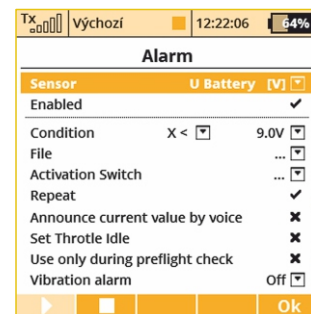 Tx Výchozí 12:22:06 64%
Alarm
Sensor U Battery [V]
Enabled ✔
Condition X < 9.0V
File ...
Activation Switch ...
Repeat ✔
Announce current value by voice ✖
Set Throtle Idle ✖
Use only during preflight check ✖
Vibration alarm Off
Ok